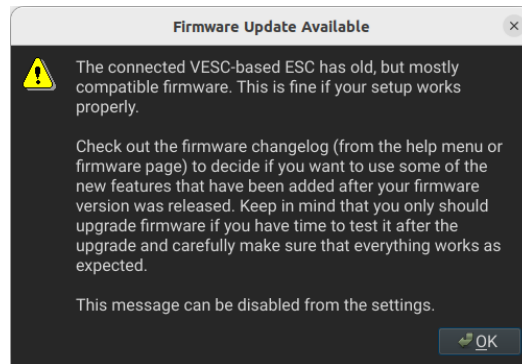 Firmware Update Available
The connected VESC-based ESC has old, but mostly
compatible firmware. This is fine if your setup works
properly.
Check out the firmware changelog (from the help menu or
firmware page) to decide if you want to use some of the
new features that have been added after your firmware
version was released. Keep in mind that you only should
upgrade firmware if you have time to test it after the
upgrade and carefully make sure that everything works as
expected.
This message can be disabled from the settings.
OK